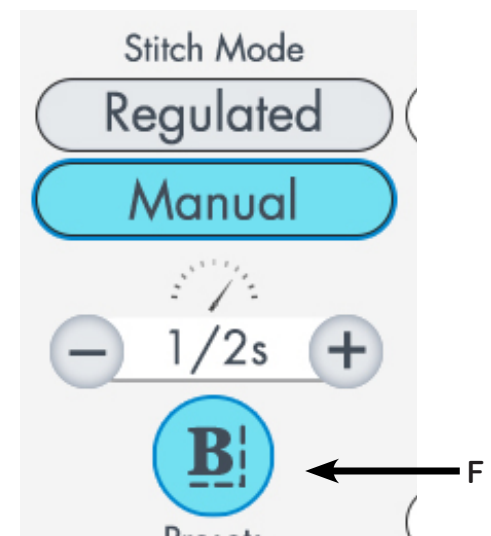 Stitch Mode
Regulated
Manual
− 1/2s +
B
F